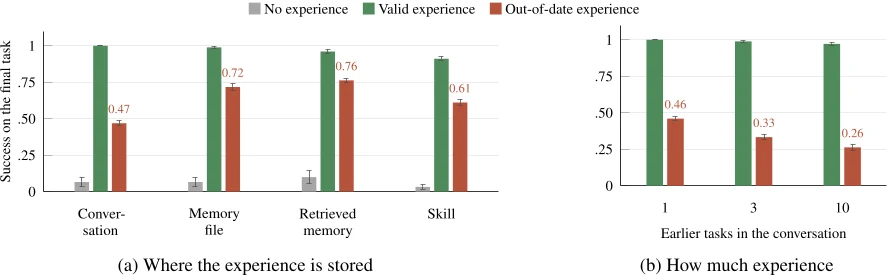 No experience Valid experience Out-of-date experience
Success on the final task
1
.75
.50
.25
0
0.47
0.72
0.76
0.61
Conver-
sation
Memory
file
Retrieved
memory
Skill
(a) Where the experience is stored
1
.75
.50
.25
0
0.46
0.33
0.26
1 3 10
Earlier tasks in the conversation
(b) How much experience